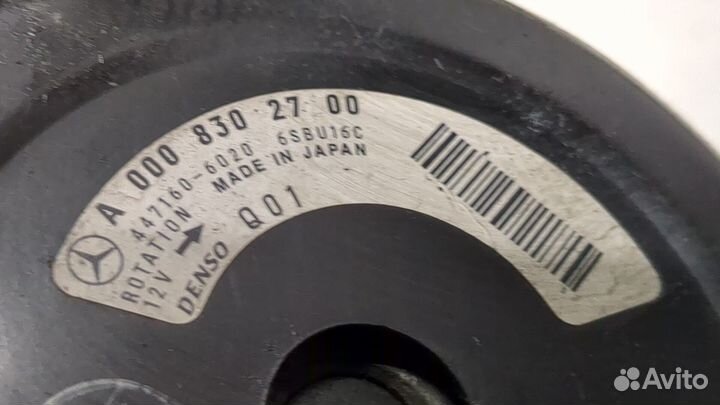 A 000 830 27 00
447160-6020 6SBU16C
ROTATION MADE IN JAPAN
12V
DENSO Q01
Avito